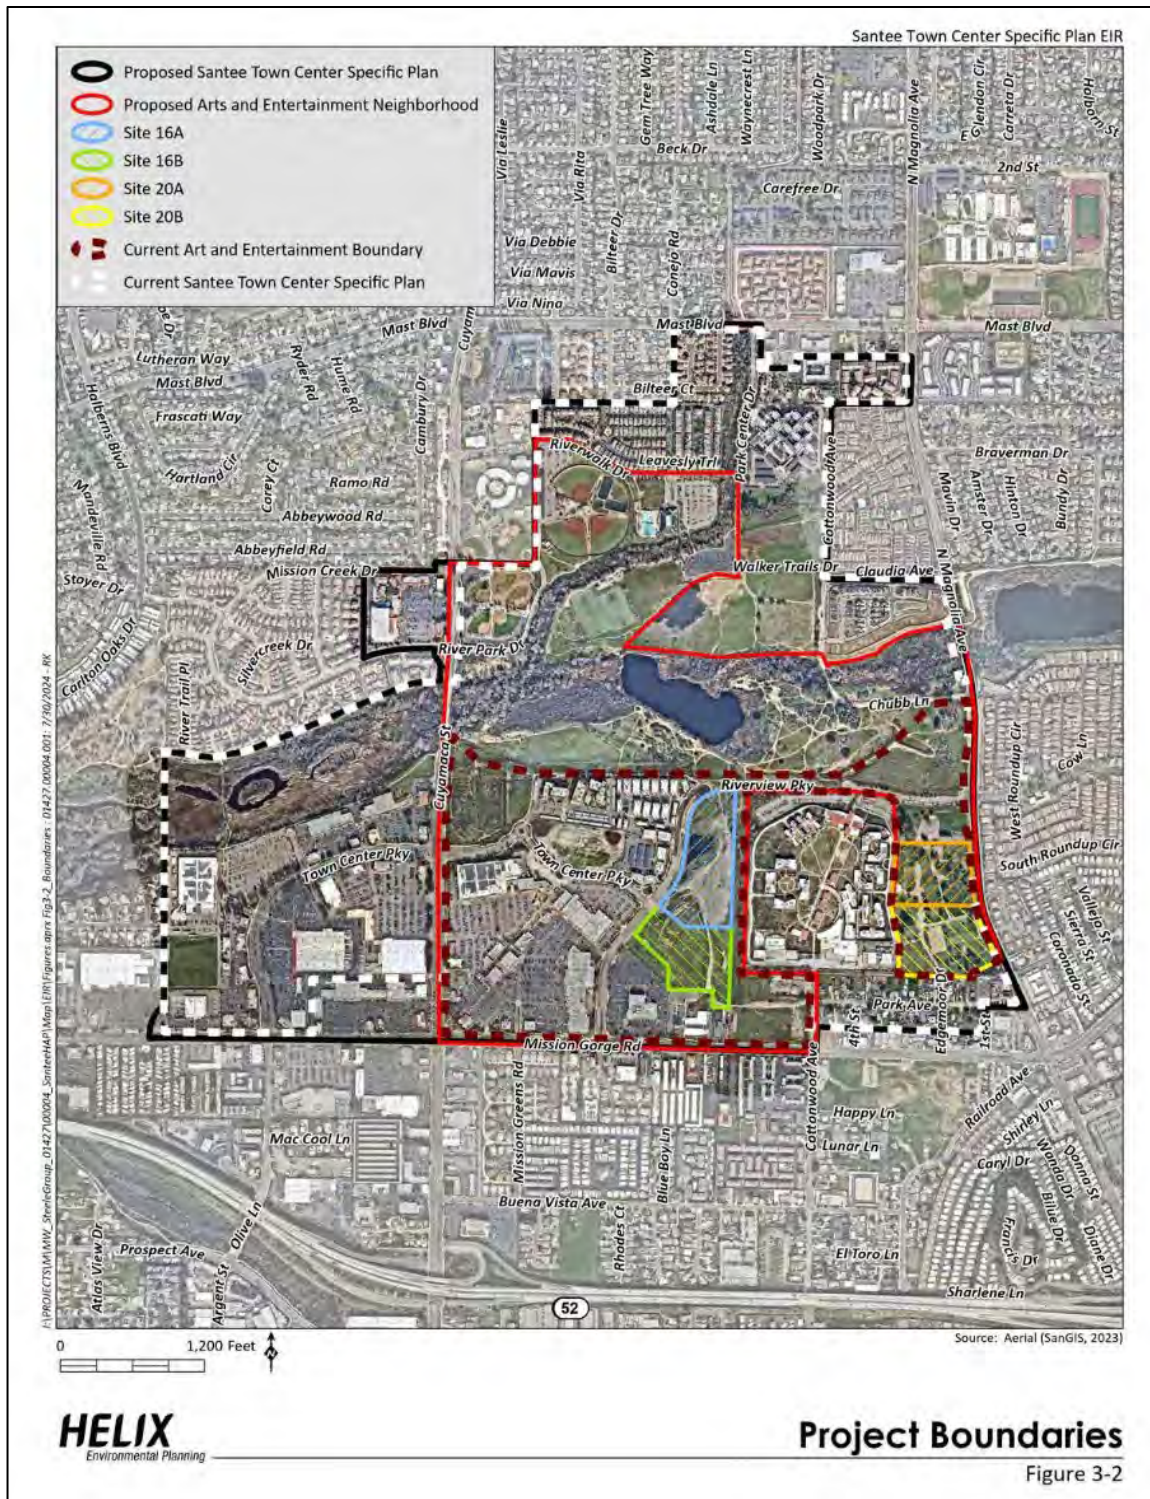 Santee Town Center Specific Plan EIR
Proposed Santee Town Center Specific Plan
Proposed Arts and Entertainment Neighborhood
Site 16A
Site 16B
Site 20A
Site 20B
Current Art and Entertainment Boundary
Current Santee Town Center Specific Plan
Via Leslie
Via Rita
Gem Tree Way
Ashdale Ln
Waynecrest Ln
Woodpark Dr
N Magnolia Ave
Glendon Cir
Carreta Dr
Holborn St
Beck Dr
2nd St
Carefree Dr
Bilteer Dr
Conejo Rd
Via Debbie
Via Mavis
Via Nina
Mast Blvd
Mast Blvd
Mast Blvd
Lutheran Way
Mast Blvd
Ryder Rd
Hume Rd
Cambury Dr
Halberns Blvd
Frascati Way
Hartland Cir
Corey Ct
Ramo Rd
Abbeywood Rd
Mandeville Rd
Abbeyfield Rd
Mission Creek Dr
Stoyer Dr
Bilteer Ct
Park Center Dr
Riverwalk Dr
Leavesly Trl
Cottonwood Ave
Braverman Dr
Mavin Dr
Amster Dr
Hinton Dr
Bundy Dr
Walker Trails Dr
Claudia Ave
N Magnolia Ave
River Park Dr
Silver Creek Dr
Carlton Oaks Dr
River Trail Pl
Chubb Ln
Cuyamaca St
West Roundup Cir
Cow Ln
Riverview Pky
Town Center Pky
Town Center Pky
South Roundup Cir
Vallejo St
Sierra St
Coronado St
Park Ave
4th St
Edgemoor Dr
1st St
Mission Gorge Rd
Mission Greens Rd
Cottonwood Ave
Railroad Ave
Happy Ln
Shirley Ln
Mac Cool Ln
Blue Boy Ln
Lunar Ln
Caryl Dr
Wanda Dr
Donna St
Buena Vista Ave
Billie Dr
Diane Dr
Olive Ln
Rhodes Ct
Francis Dr
Prospect Ave
El Toro Ln
Atlas View Dr
Argent St
Sharlene Ln
52
0 1,200 Feet
N
Source: Aerial (SanGIS, 2023)
HELIX
Environmental Planning
Project Boundaries
Figure 3-2